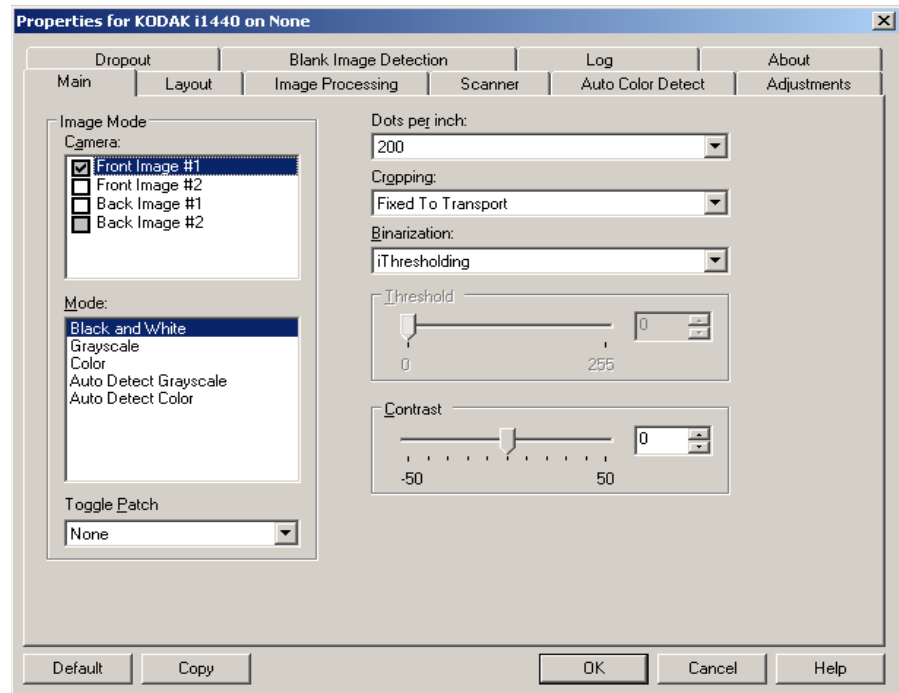 Properties for KODAK i1440 on None
Dropout
Blank Image Detection
Log
About
Main
Layout
Image Processing
Scanner
Auto Color Detect
Adjustments
Image Mode
Camera:
Front Image #1
Front Image #2
Back Image #1
Back Image #2
Mode:
Black and White
Grayscale
Color
Auto Detect Grayscale
Auto Detect Color
Toggle Patch
None
Dots per inch:
200
Cropping:
Fixed To Transport
Binarization:
iThresholding
Threshold
0
0 255
Contrast
0
-50 50
Default
Copy
OK
Cancel
Help